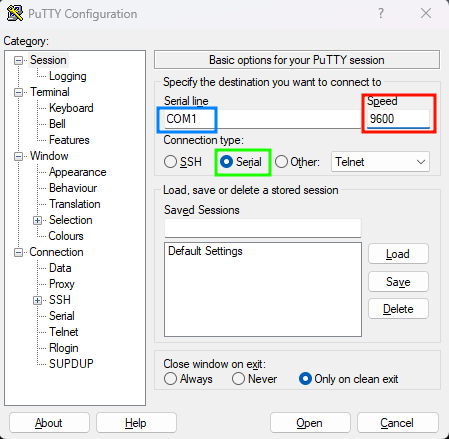 PuTTY Configuration
Category:
Session
Logging
Terminal
Keyboard
Bell
Features
Window
Appearance
Behaviour
Translation
Selection
Colours
Connection
Data
Proxy
SSH
Serial
Telnet
Rlogin
SUPDUP
Basic options for your PuTTY session
Specify the destination you want to connect to
Serial line Speed
COM1 9600
Connection type:
SSH Serial Other: Telnet
Load, save or delete a stored session
Saved Sessions
Default Settings
Load
Save
Delete
Close window on exit:
Always Never Only on clean exit
About Help Open Cancel